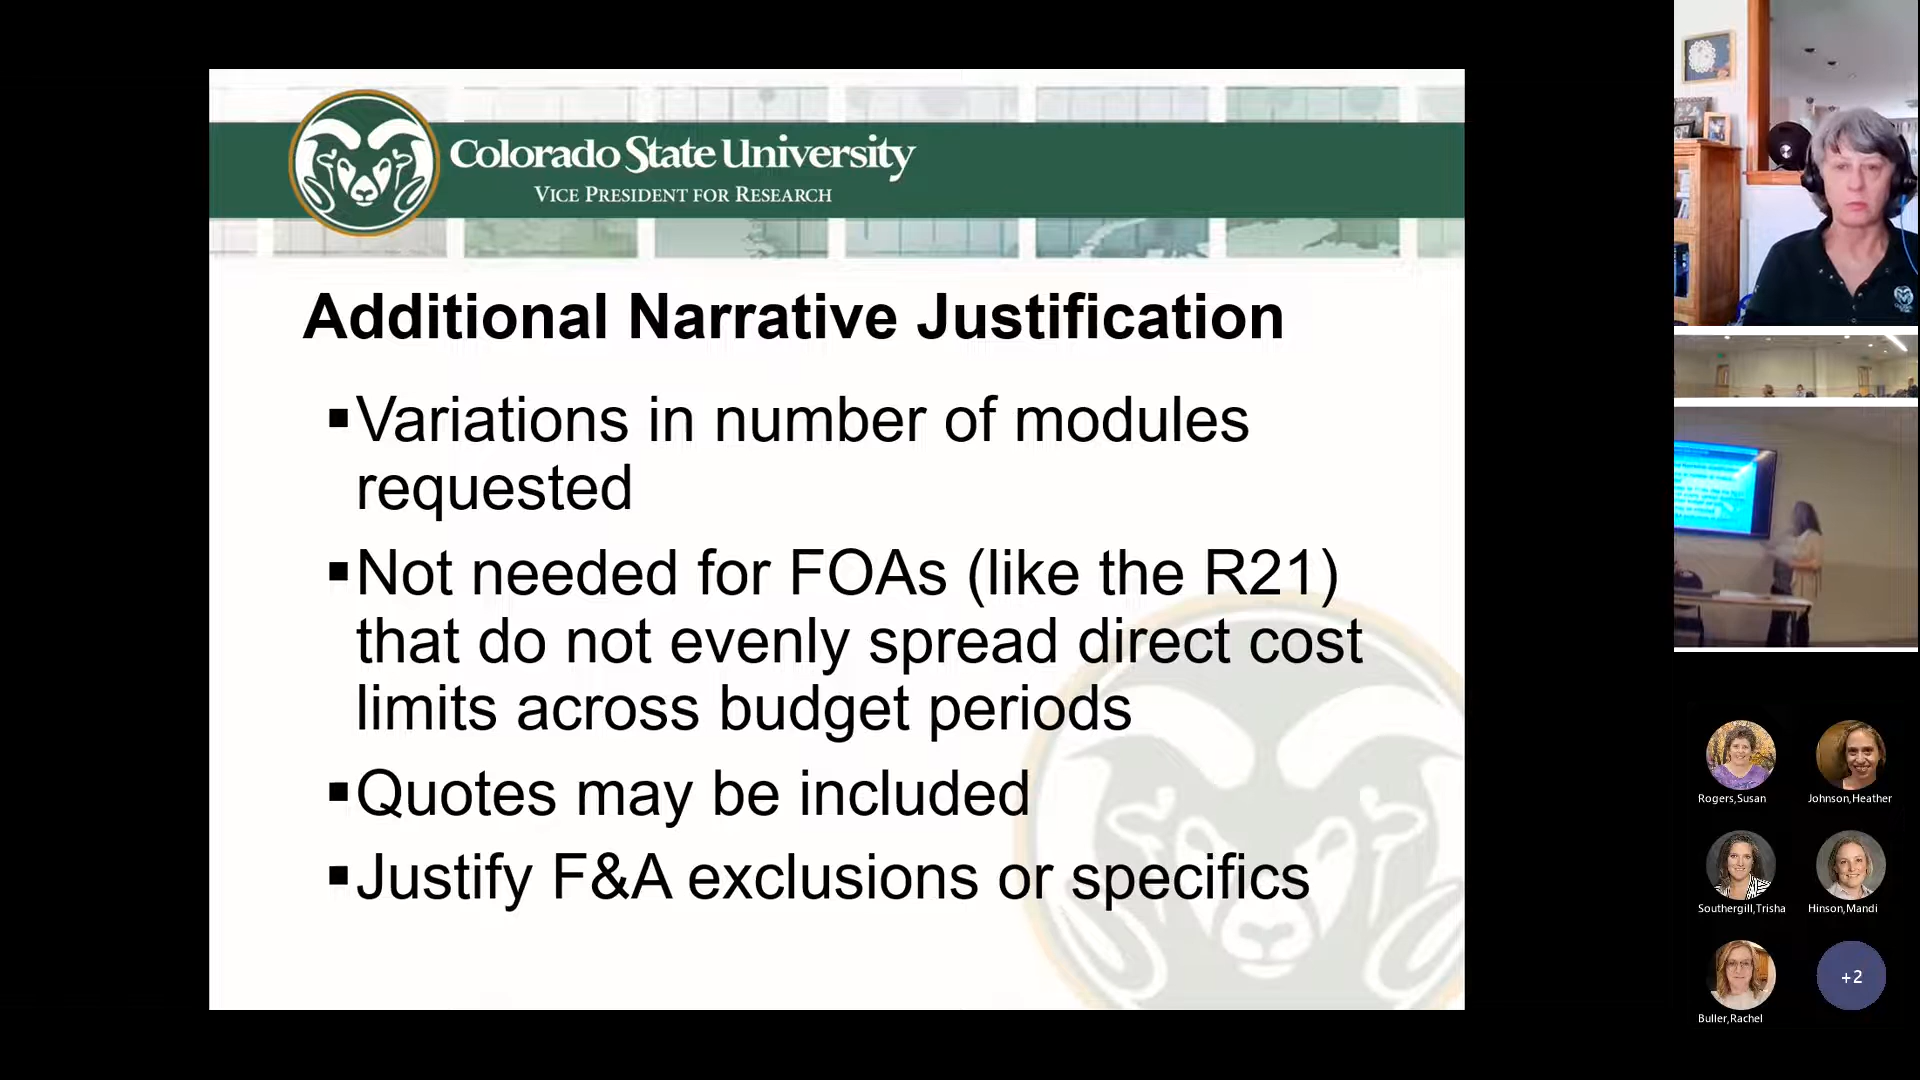 Colorado State University
VICE PRESIDENT FOR RESEARCH
Additional Narrative Justification
▪Variations in number of modules
requested
▪Not needed for FOAs (like the R21)
that do not evenly spread direct cost
limits across budget periods
▪Quotes may be included
▪Justify F&A exclusions or specifics
Rogers,Susan
Johnson,Heather
Southergill,Trisha
Hinson,Mandi
Buller,Rachel
+2